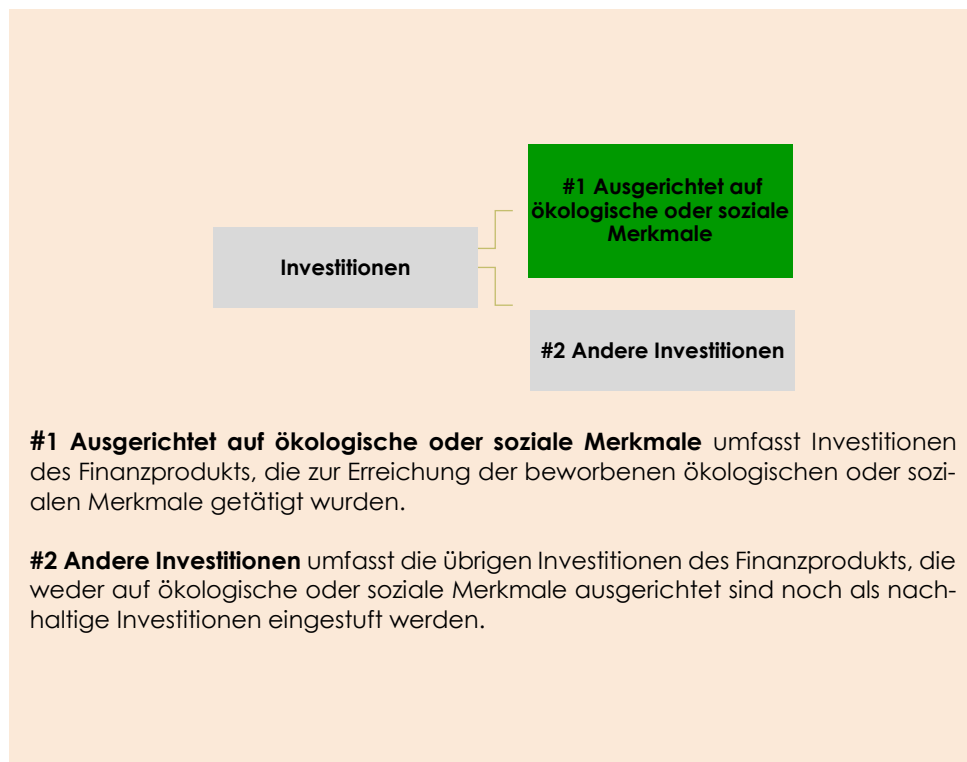 #1 Ausgerichtet auf
ökologische oder soziale
Merkmale
Investitionen
#2 Andere Investitionen
#1 Ausgerichtet auf ökologische oder soziale Merkmale umfasst Investitionen
des Finanzprodukts, die zur Erreichung der beworbenen ökologischen oder sozi-
alen Merkmale getätigt wurden.
#2 Andere Investitionen umfasst die übrigen Investitionen des Finanzprodukts, die
weder auf ökologische oder soziale Merkmale ausgerichtet sind noch als nach-
haltige Investitionen eingestuft werden.